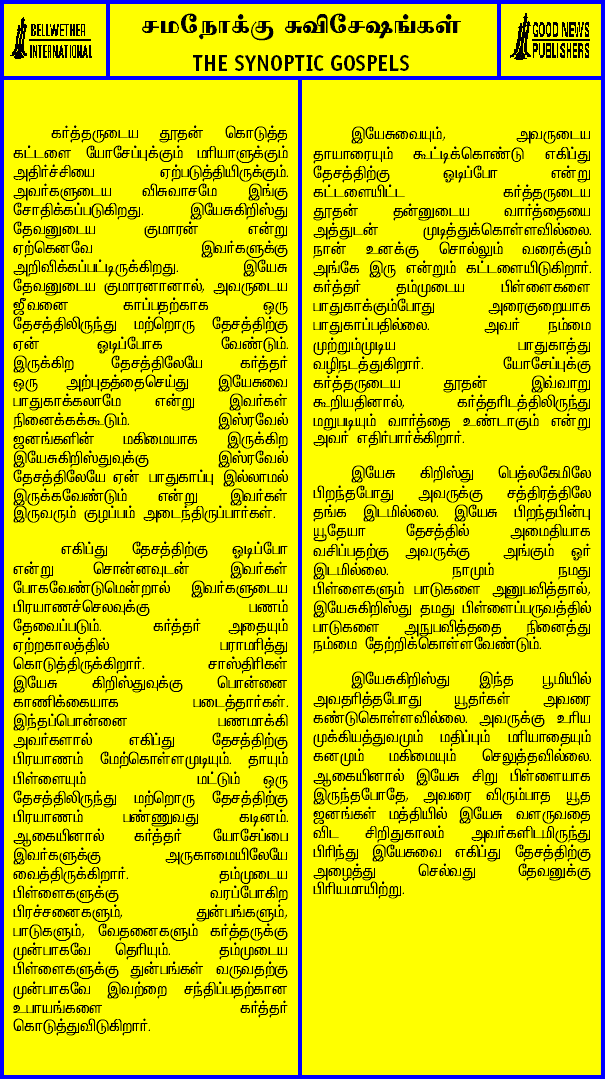 BELLWETHER
INTERNATIONAL
சமநோக்கு சுவிசேஷங்கள்
THE SYNOPTIC GOSPELS
GOOD NEWS
PUBLISHERS
கர்த்தருடைய தூதன் கொடுத்த
கட்டளை யோசேப்புக்கும் மரியாளுக்கும்
அதிர்ச்சியை ஏற்படுத்தியிருக்கும்.
அவர்களுடைய விசுவாசமே இங்கு
சோதிக்கப்படுகிறது. இயேசுகிறிஸ்து
தேவனுடைய குமாரன் என்று
ஏற்கெனவே இவர்களுக்கு
அறிவிக்கப்பட்டிருக்கிறது. இயேசு
தேவனுடைய குமாரனானால், அவருடைய
ஜீவனை காப்பதற்காக ஒரு
தேசத்திலிருந்து மற்றொரு தேசத்திற்கு
ஏன் ஓடிப்போக வேண்டும்.
இருக்கிற தேசத்திலேயே கர்த்தர்
ஒரு அற்புதத்தைசெய்து இயேசுவை
பாதுகாக்கலாமே என்று இவர்கள்
நினைக்கக்கூடும். இஸ்ரவேல்
ஜனங்களின் மகிமையாக இருக்கிற
இயேசுகிறிஸ்துவுக்கு இஸ்ரவேல்
தேசத்திலேயே ஏன் பாதுகாப்பு இல்லாமல்
இருக்கவேண்டும் என்று இவர்கள்
இருவரும் குழப்பம் அடைந்திருப்பார்கள்.
எகிப்து தேசத்திற்கு ஓடிப்போ
என்று சொன்னவுடன் இவர்கள்
போகவேண்டுமென்றால் இவர்களுடைய
பிரயாணச்செலவுக்கு பணம்
தேவைப்படும். கர்த்தர் அதையும்
ஏற்றகாலத்தில் பராமரித்து
கொடுத்திருக்கிறார். சாஸ்திரிகள்
இயேசு கிறிஸ்துவுக்கு பொன்னை
காணிக்கையாக படைத்தார்கள்.
இந்தப்பொன்னை பணமாக்கி
அவர்களால் எகிப்து தேசத்திற்கு
பிரயாணம் மேற்கொள்ளமுடியும். தாயும்
பிள்ளையும் மட்டும் ஒரு
தேசத்திலிருந்து மற்றொரு தேசத்திற்கு
பிரயாணம் பண்ணுவது கடினம்.
ஆகையினால் கர்த்தர் யோசேப்பை
இவர்களுக்கு அருகாமையிலேயே
வைத்திருக்கிறார். தம்முடைய
பிள்ளைகளுக்கு வரப்போகிற
பிரச்சனைகளும், துன்பங்களும்,
பாடுகளும், வேதனைகளும் கர்த்தருக்கு
முன்பாகவே தெரியும். தம்முடைய
பிள்ளைகளுக்கு துன்பங்கள் வருவதற்கு
முன்பாகவே இவற்றை சந்திப்பதற்கான
உபாயங்களை கர்த்தர்
கொடுத்துவிடுகிறார்.
இயேசுவையும், அவருடைய
தாயாரையும் கூட்டிக்கொண்டு எகிப்து
தேசத்திற்கு ஓடிப்போ என்று
கட்டளையிட்ட கர்த்தருடைய
தூதன் தன்னுடைய வார்த்தையை
அத்துடன் முடித்துக்கொள்ளவில்லை.
நான் உனக்கு சொல்லும் வரைக்கும்
அங்கே இரு என்றும் கட்டளையிடுகிறார்.
கர்த்தர் தம்முடைய பிள்ளைகளை
பாதுகாக்கும்போது அரைகுறையாக
பாதுகாப்பதில்லை. அவர் நம்மை
முற்றும்முடிய பாதுகாத்து
வழிநடத்துகிறார். யோசேப்புக்கு
கர்த்தருடைய தூதன் இவ்வாறு
கூறியதினால், கர்த்தரிடத்திலிருந்து
மறுபடியும் வார்த்தை உண்டாகும் என்று
அவர் எதிர்பார்க்கிறார்.
இயேசு கிறிஸ்து பெத்லகேமிலே
பிறந்தபோது அவருக்கு சத்திரத்திலே
தங்க இடமில்லை. இயேசு பிறந்தபின்பு
யூதேயா தேசத்தில் அமைதியாக
வசிப்பதற்கு அவருக்கு அங்கும் ஓர்
இடமில்லை. நாமும் நமது
பிள்ளைகளும் பாடுகளை அனுபவித்தால்,
இயேசுகிறிஸ்து தமது பிள்ளைப்பருவத்தில்
பாடுகளை அநுபவித்ததை நினைத்து
நம்மை தேற்றிக்கொள்ளவேண்டும்.
இயேசுகிறிஸ்து இந்த பூமியில்
அவதரித்தபோது யூதர்கள் அவரை
கண்டுகொள்ளவில்லை. அவருக்கு உரிய
முக்கியத்துவமும் மதிப்பும் மரியாதையும்
கனமும் மகிமையும் செலுத்தவில்லை.
ஆகையினால் இயேசு சிறு பிள்ளையாக
இருந்தபோதே, அவரை விரும்பாத யூத
ஜனங்கள் மத்தியில் இயேசு வளருவதை
விட சிறிதுகாலம் அவர்களிடமிருந்து
பிரிந்து இயேசுவை எகிப்து தேசத்திற்கு
அழைத்து செல்வது தேவனுக்கு
பிரியமாயிற்று.